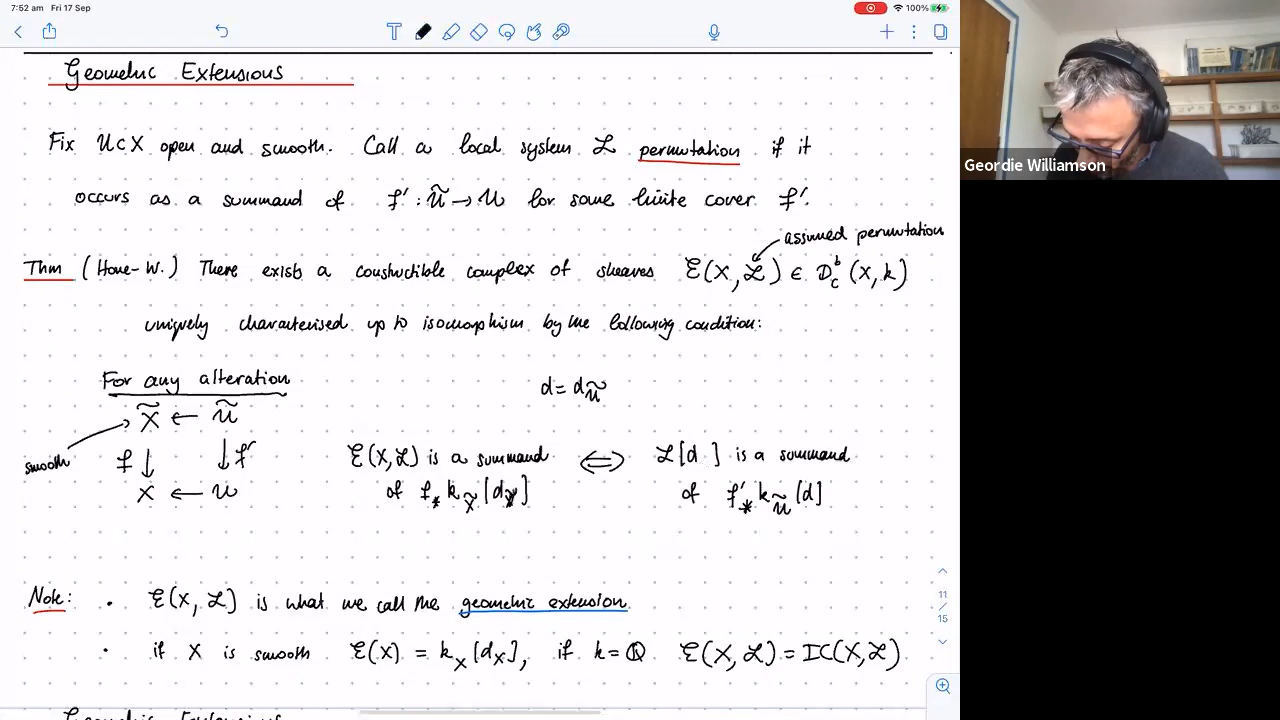 7:52 am Fri 17 Sep
100%
Geometric Extensions
Fix U ⊂ X open and smooth. Call a local system ℒ permutation if it
occurs as a summand of f' : Ũ → U for some finite cover f'.
assumed permutation
Thm (Hone-W.) There exists a constructible complex of sheaves ℰ(X, ℒ) ∈ D^b_c(X, k)
uniquely characterised up to isomorphism by the following condition:
For any alteration
d = d_Ũ
X̃ ← Ũ
smooth
f ↓ ↓ f'
X ← U
ℰ(X, ℒ) is a summand
of f_* k_X̃ [d_X]
⟺
ℒ[d ] is a summand
of f'_* k_Ũ [d]
Note: • ℰ(X, ℒ) is what we call the geometric extension.
• if X is smooth ℰ(X) = k_X [d_X], if k = ℚ ℰ(X, ℒ) = IC(X, ℒ)
11
/
15
Geometric Extensions
Geordie Williamson